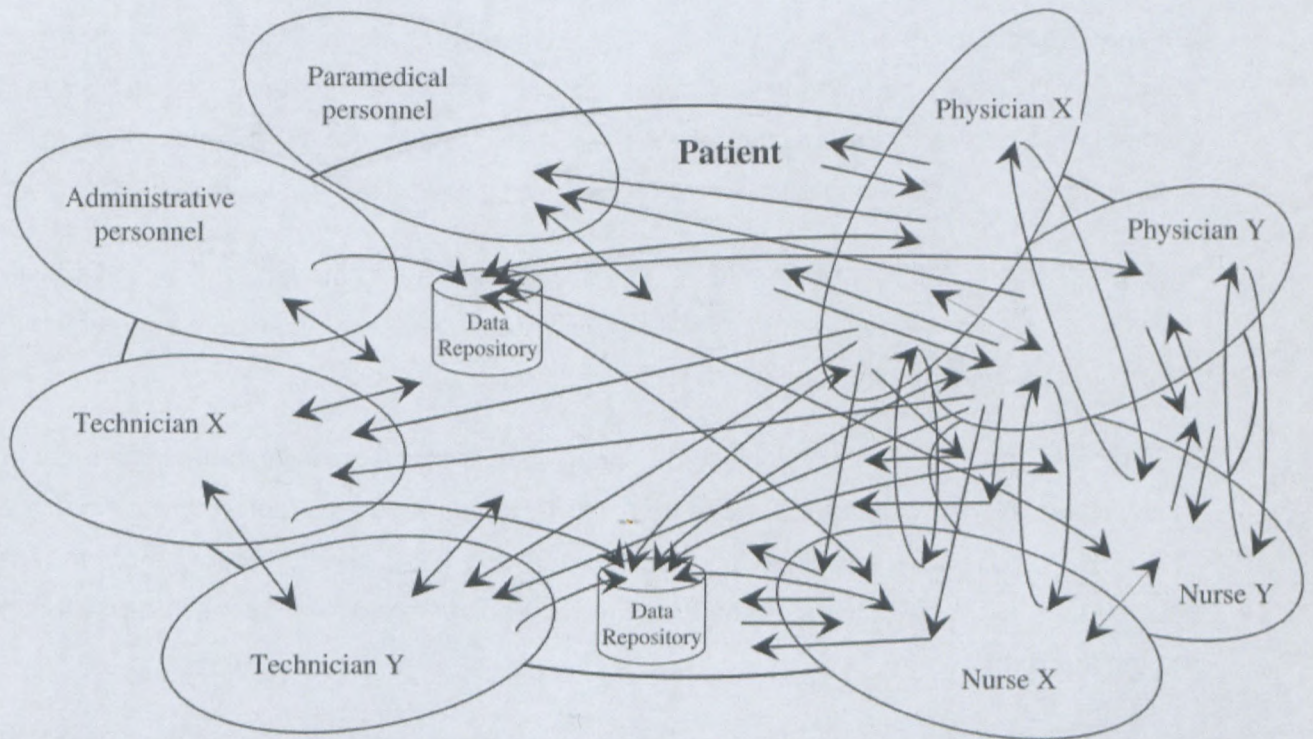 Paramedical
personnel
Physician X
Patient
Administrative
personnel
Physician Y
Data
Repository
Technician X
Nurse Y
Data
Repository
Technician Y
Nurse X